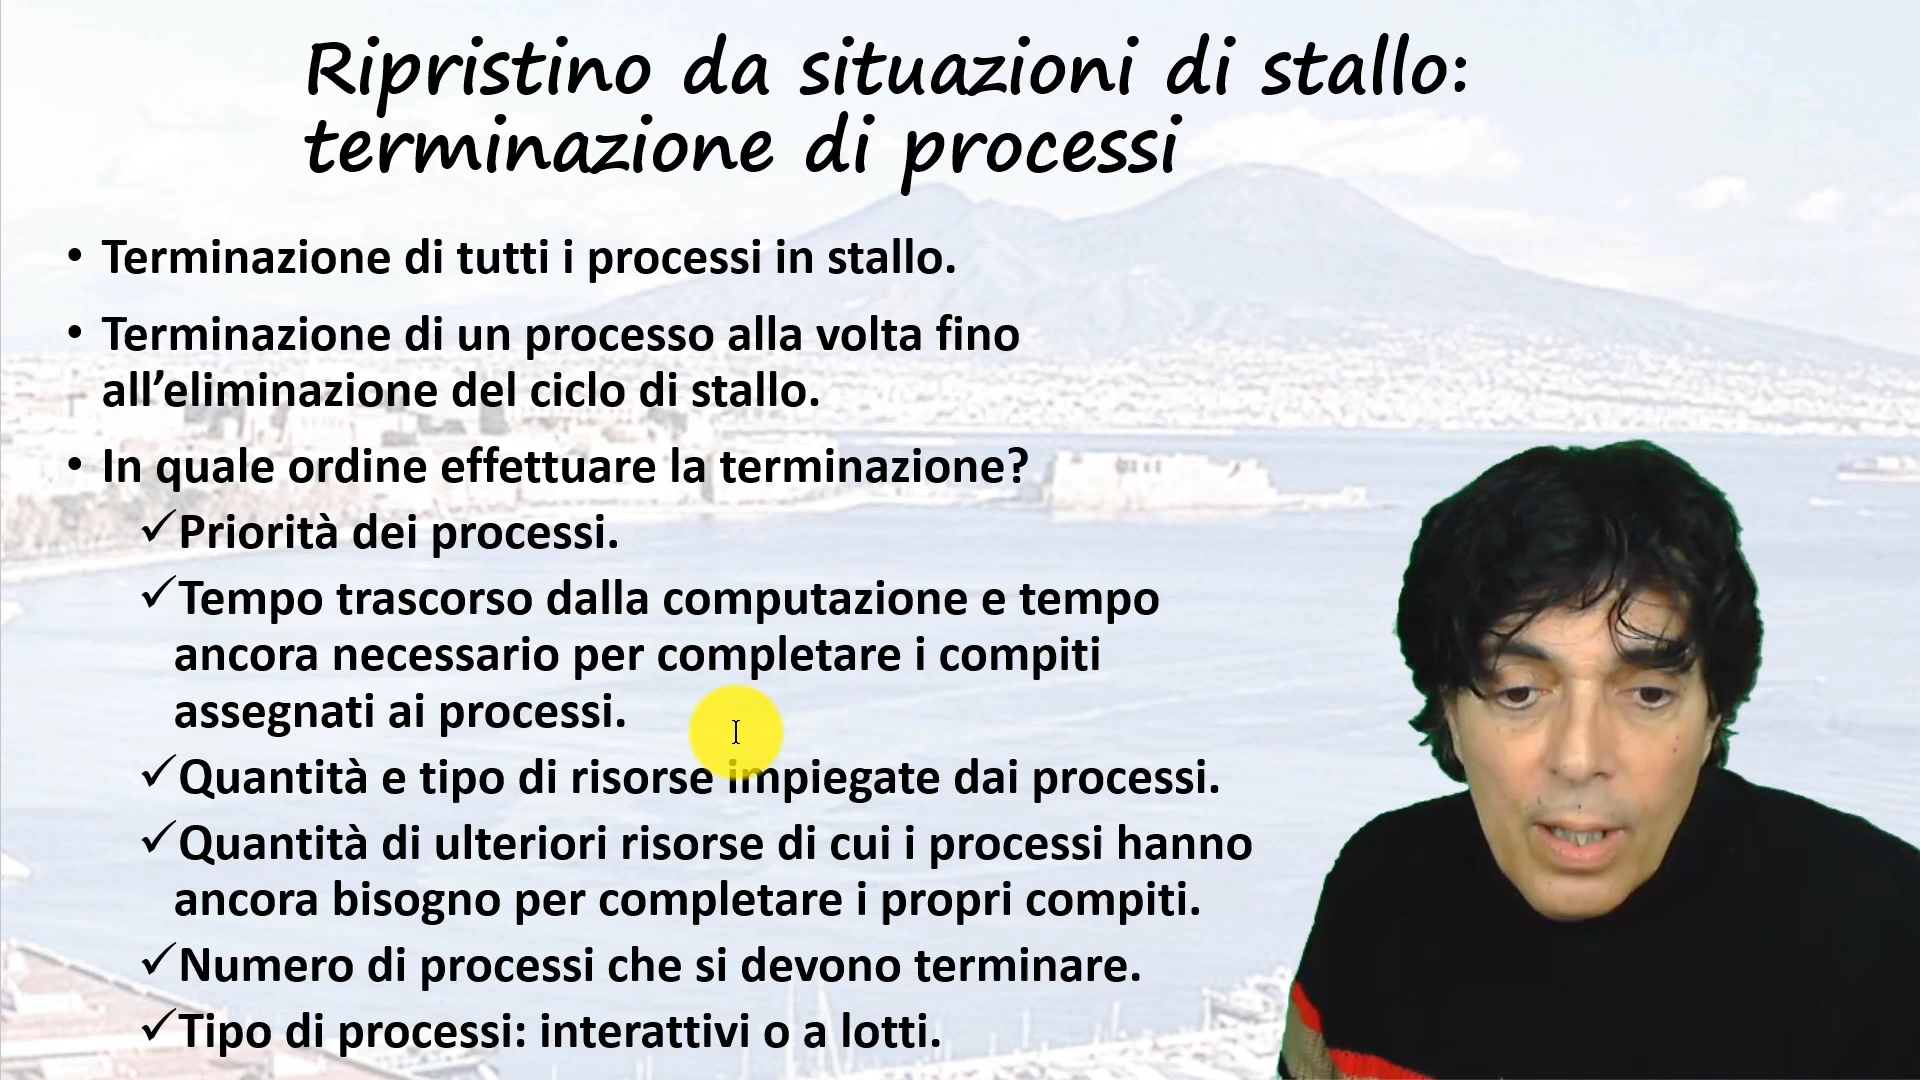 Ripristino da situazioni di stallo:
terminazione di processi
• Terminazione di tutti i processi in stallo.
• Terminazione di un processo alla volta fino
all’eliminazione del ciclo di stallo.
• In quale ordine effettuare la terminazione?
✓Priorità dei processi.
✓Tempo trascorso dalla computazione e tempo
ancora necessario per completare i compiti
assegnati ai processi.
✓Quantità e tipo di risorse impiegate dai processi.
✓Quantità di ulteriori risorse di cui i processi hanno
ancora bisogno per completare i propri compiti.
✓Numero di processi che si devono terminare.
✓Tipo di processi: interattivi o a lotti.